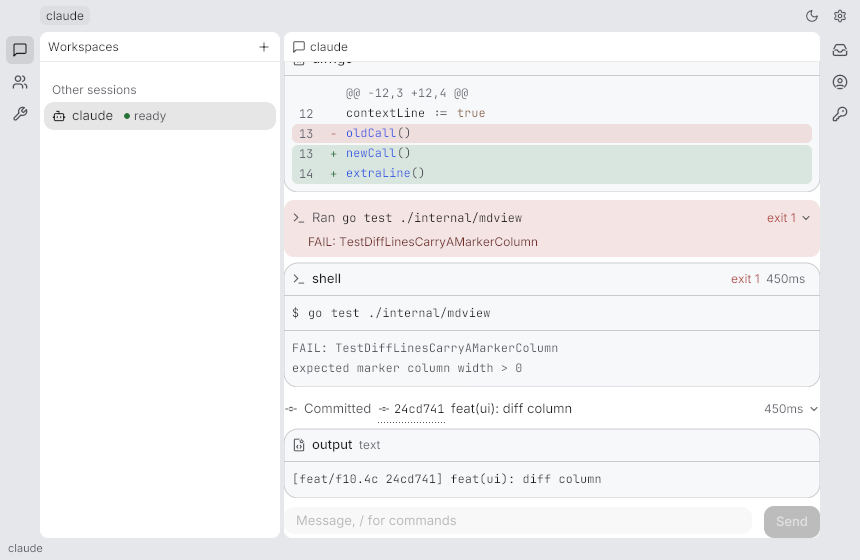 claude
Workspaces
+
claude
Other sessions
claude ready
@@ -12,3 +12,4 @@
12 contextLine := true
13 - oldCall()
13 + newCall()
14 + extraLine()
>_ Ran go test ./internal/mdview exit 1
FAIL: TestDiffLinesCarryAMarkerColumn
>_ shell exit 1 450ms
$ go test ./internal/mdview
FAIL: TestDiffLinesCarryAMarkerColumn
expected marker column width > 0
Committed 24cd741 feat(ui): diff column 450ms
output text
[feat/f10.4c 24cd741] feat(ui): diff column
Message, / for commands
Send
claude